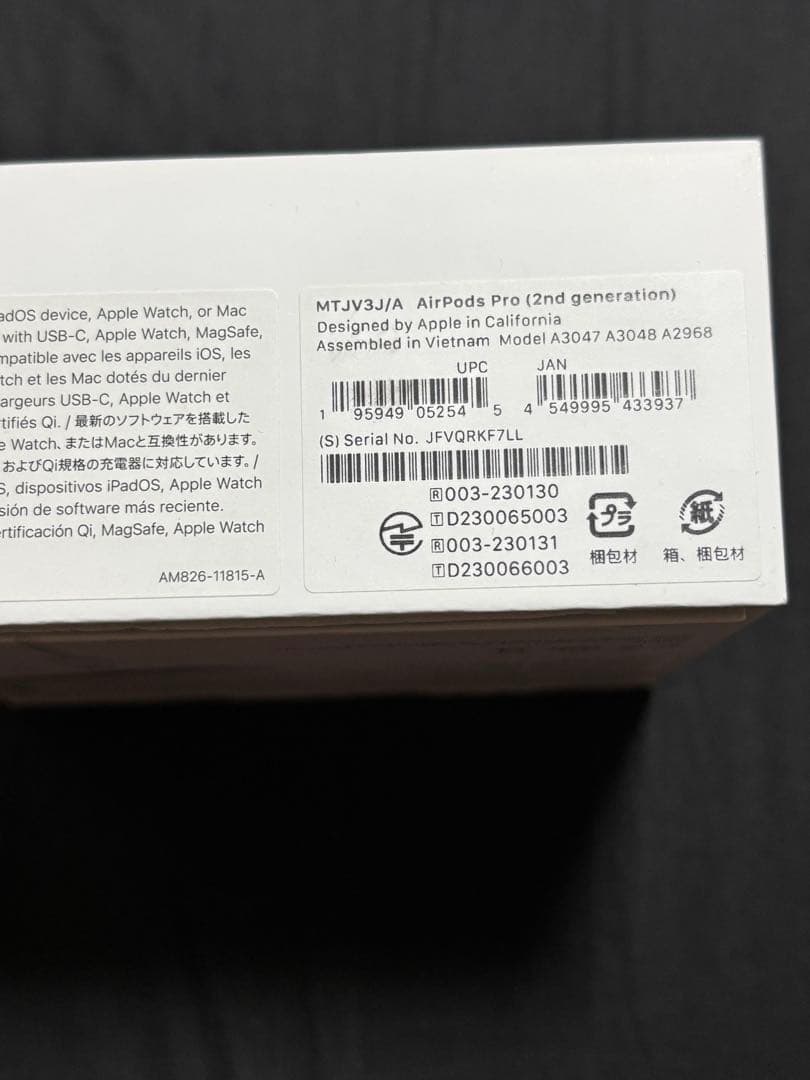 adOS device, Apple Watch, or Mac
with USB-C, Apple Watch, MagSafe,
mpatible avec les appareils iOS, les
tch et les Mac dotés du dernier
argeurs USB-C, Apple Watch et
rtifiés Qi. / 最新のソフトウェアを搭載した
e Watch、またはMacと互換性があります。
およびQi規格の充電器に対応しています。/
S, dispositivos iPadOS, Apple Watch
sión de software más reciente.
rtificación Qi, MagSafe, Apple Watch
AM826-11815-A
MTJV3J/A AirPods Pro (2nd generation)
Designed by Apple in California
Assembled in Vietnam Model A3047 A3048 A2968
UPC JAN
1 95949 05254 5 4 549995 433937
(S) Serial No. JFVQRKF7LL
R 003-230130
T D230065003
R 003-230131
T D230066003
プラ
梱包材
紙
箱、梱包材